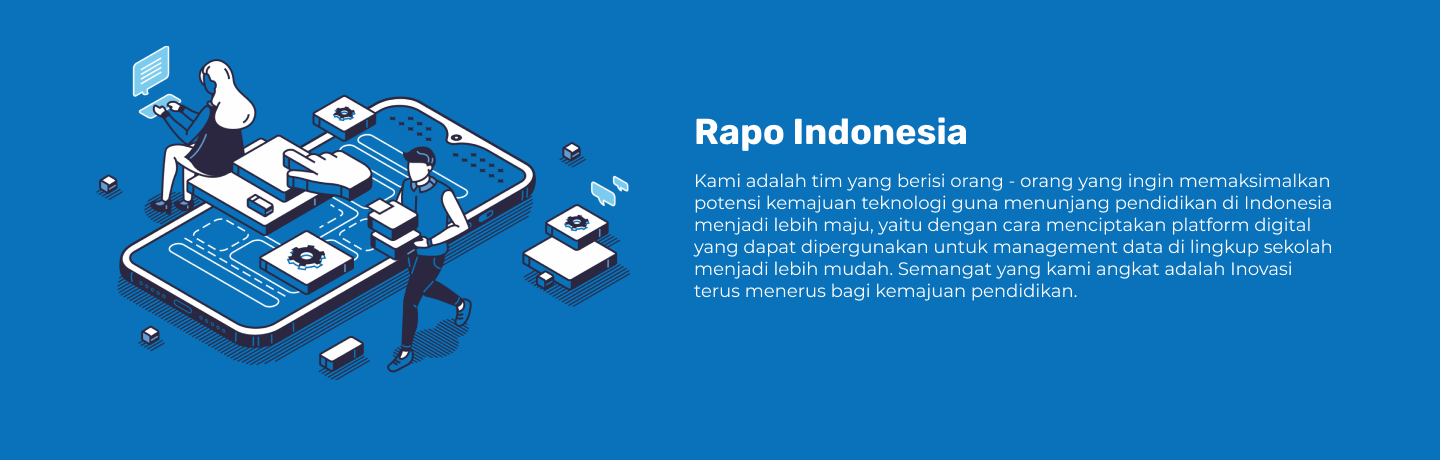 Rapo Indonesia
Kami adalah tim yang berisi orang - orang yang ingin memaksimalkan
potensi kemajuan teknologi guna menunjang pendidikan di Indonesia
menjadi lebih maju, yaitu dengan cara menciptakan platform digital
yang dapat dipergunakan untuk management data di lingkup sekolah
menjadi lebih mudah. Semangat yang kami angkat adalah Inovasi
terus menerus bagi kemajuan pendidikan.